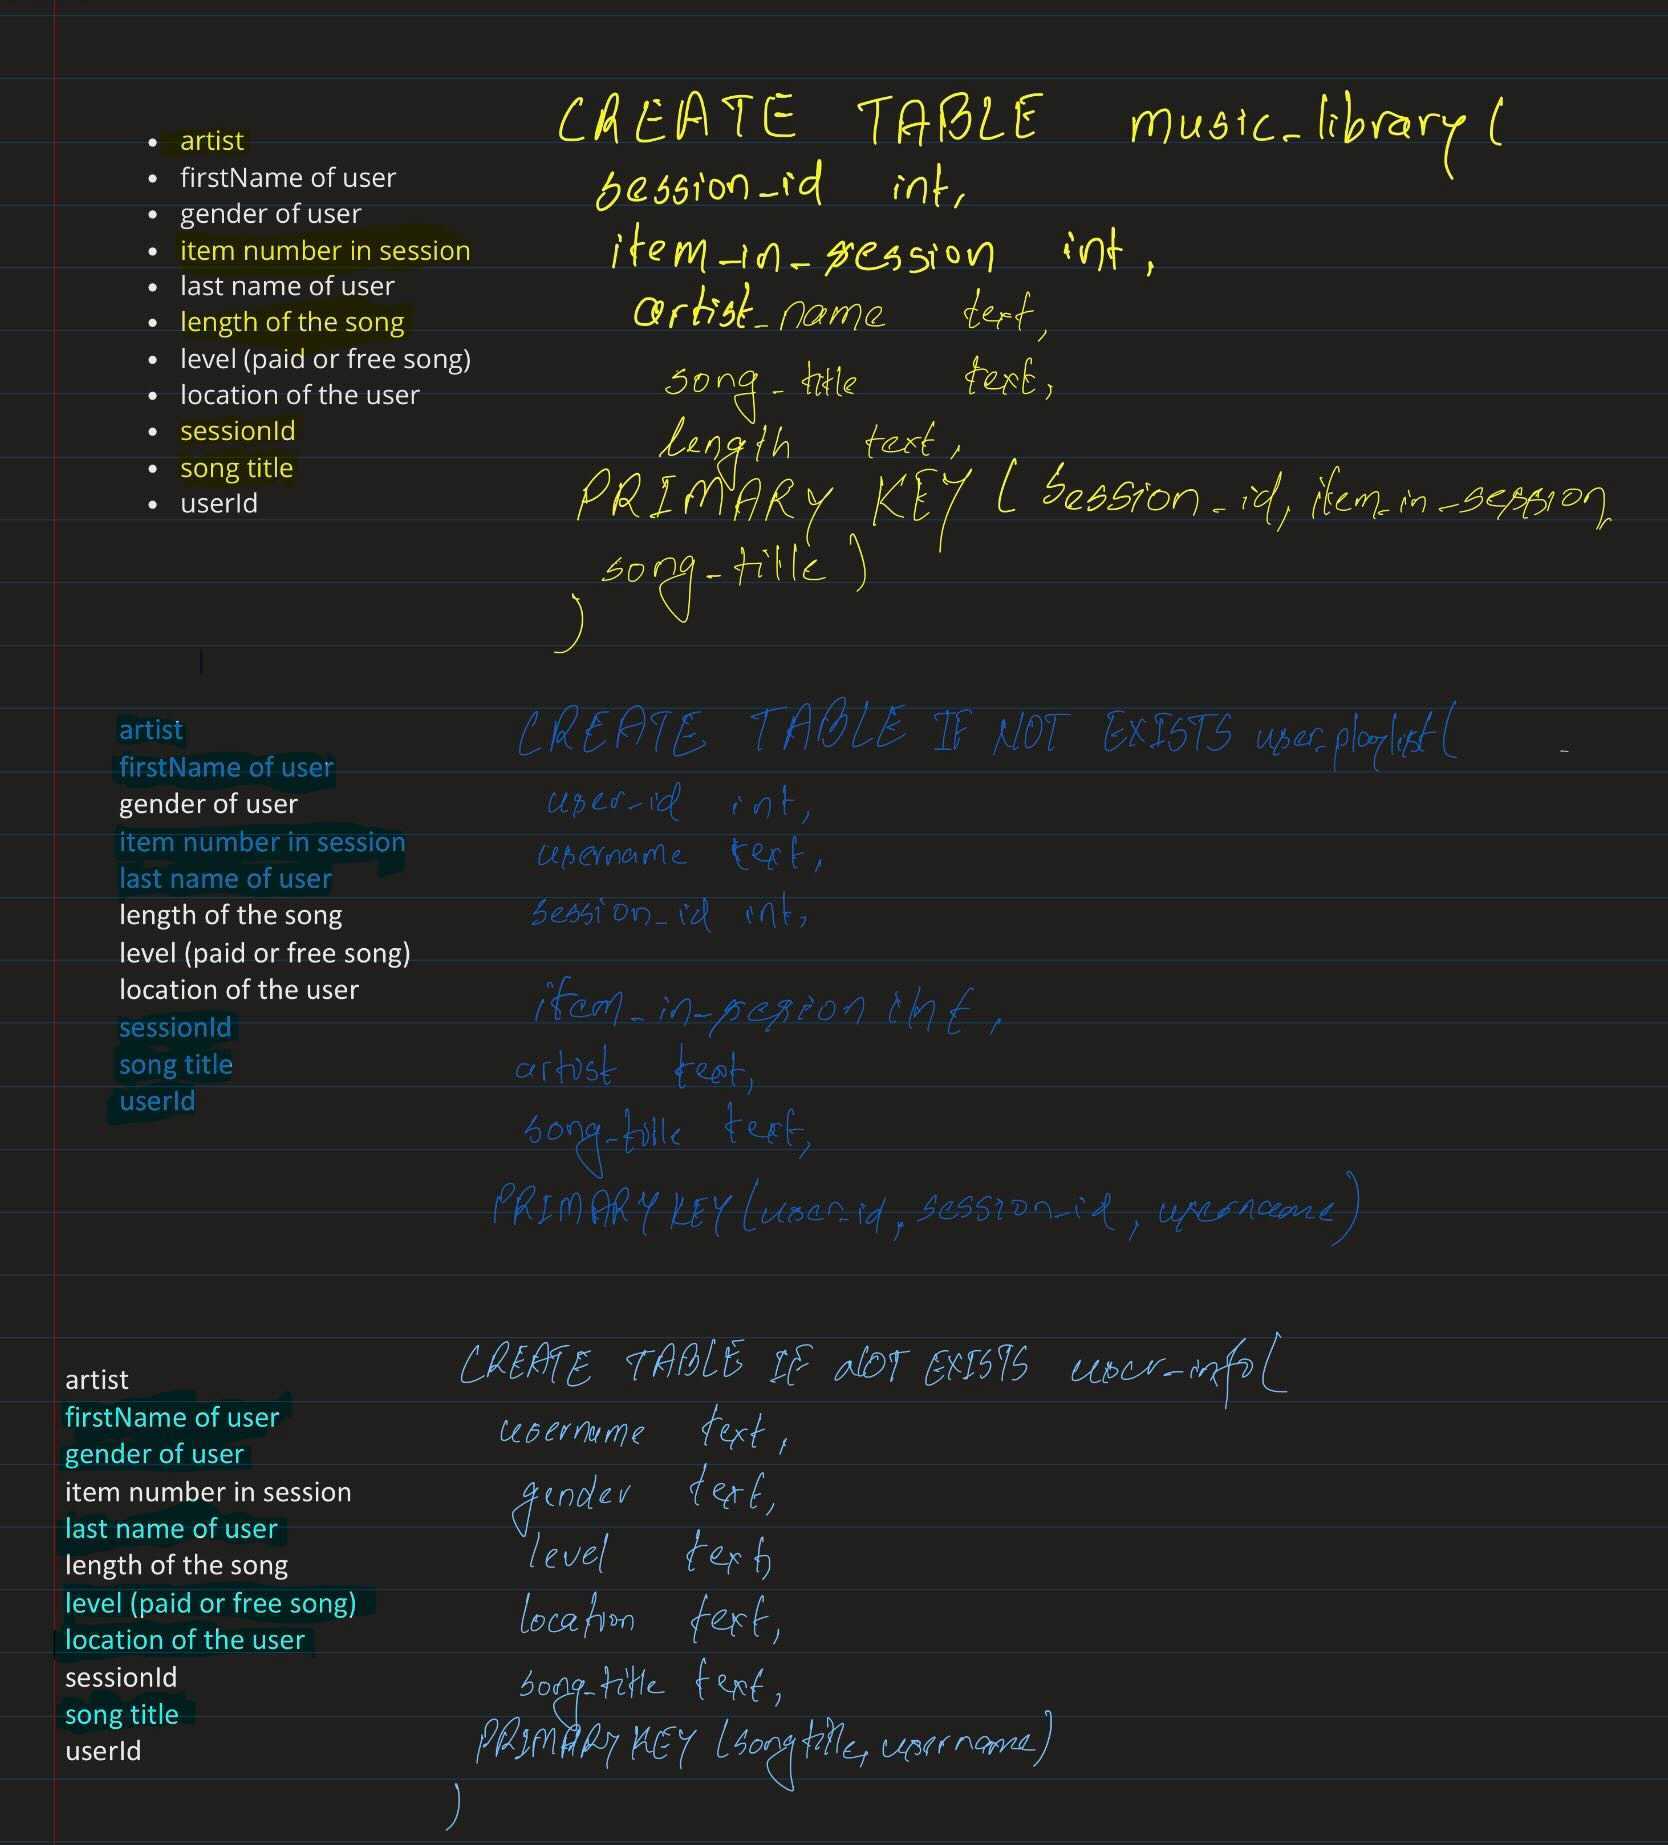 • artist
• firstName of user
• gender of user
• item number in session
• last name of user
• length of the song
• level (paid or free song)
• location of the user
• sessionId
• song title
• userId
CREATE TABLE music_library(
session_id int,
item_in_session int,
artist_name text,
song_title text,
length text,
PRIMARY KEY (session_id, item_in_session,
song_title)
)
artist
firstName of user
gender of user
item number in session
last name of user
length of the song
level (paid or free song)
location of the user
sessionId
song title
userId
CREATE TABLE IF NOT EXISTS user_playlist(
user_id int,
username text,
session_id int,
item_in_session int,
artist text,
song_title text,
PRIMARY KEY (user_id, session_id, username)
artist
firstName of user
gender of user
item number in session
last name of user
length of the song
level (paid or free song)
location of the user
sessionId
song title
userId
CREATE TABLE IF NOT EXISTS user_info(
username text,
gender text,
level text,
location text,
song_title text,
PRIMARY KEY (songtitle, username)
)